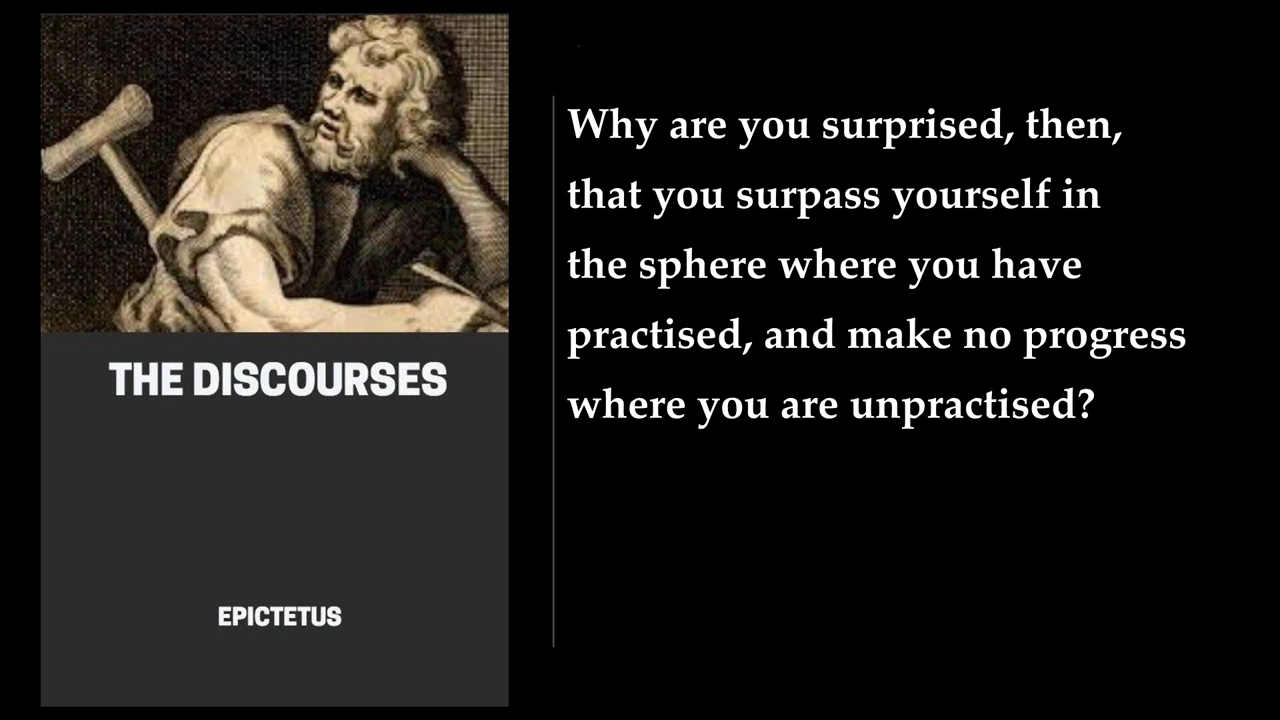 THE DISCOURSES
EPICTETUS
Why are you surprised, then,
that you surpass yourself in
the sphere where you have
practised, and make no progress
where you are unpractised?